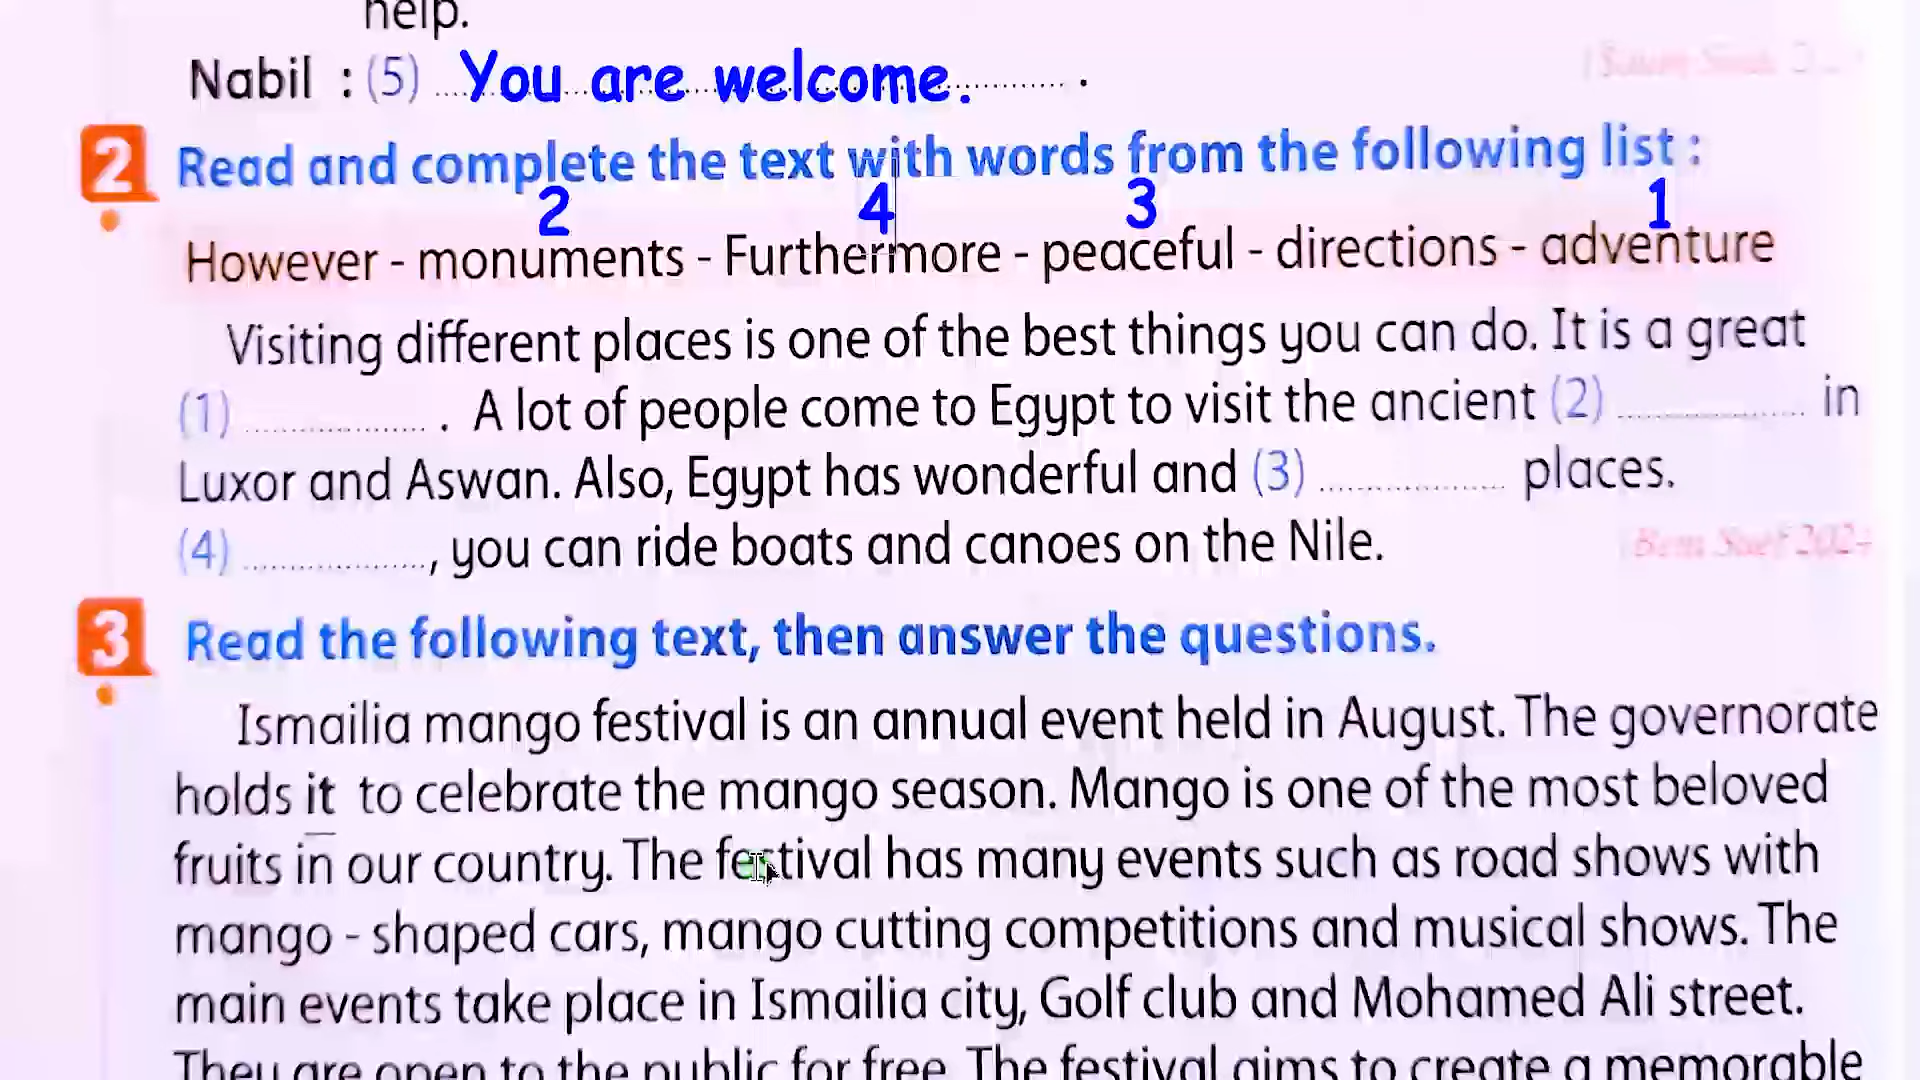 help.
Nabil : (5) You are welcome. .
2 Read and complete the text with words from the following list :
2 4 3 1
However - monuments - Furthermore - peaceful - directions - adventure
Visiting different places is one of the best things you can do. It is a great
(1) ............... . A lot of people come to Egypt to visit the ancient (2) ............... in
Luxor and Aswan. Also, Egypt has wonderful and (3) ............... places.
(4) ..............., you can ride boats and canoes on the Nile.
3 Read the following text, then answer the questions.
Ismailia mango festival is an annual event held in August. The governorate
holds it to celebrate the mango season. Mango is one of the most beloved
fruits in our country. The festival has many events such as road shows with
mango - shaped cars, mango cutting competitions and musical shows. The
main events take place in Ismailia city, Golf club and Mohamed Ali street.
They are open to the public for free. The festival aims to create a memorable